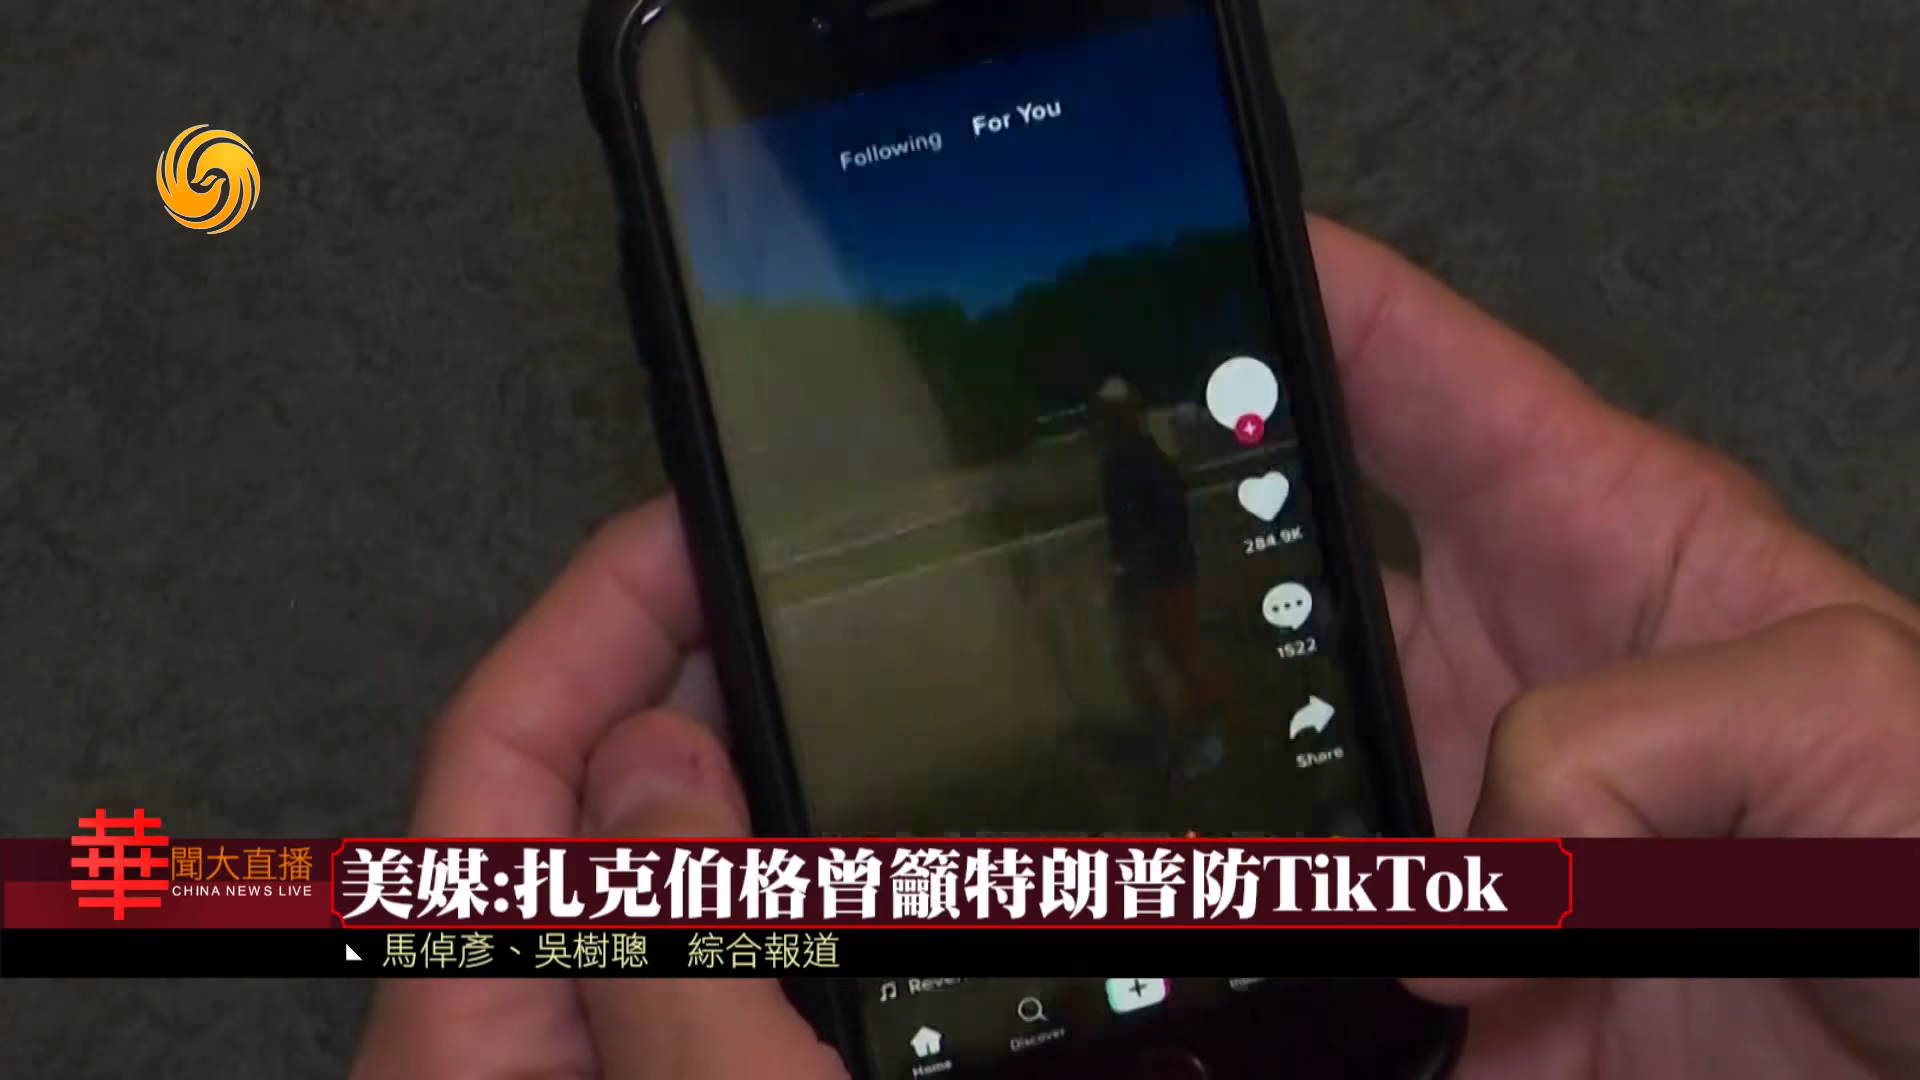 Following For You
284.9K
1522
Share
華聞大直播
CHINA NEWS LIVE
美媒:扎克伯格曾籲特朗普防TikTok
馬倬彥、吳樹聰 綜合報道
Discover
Home